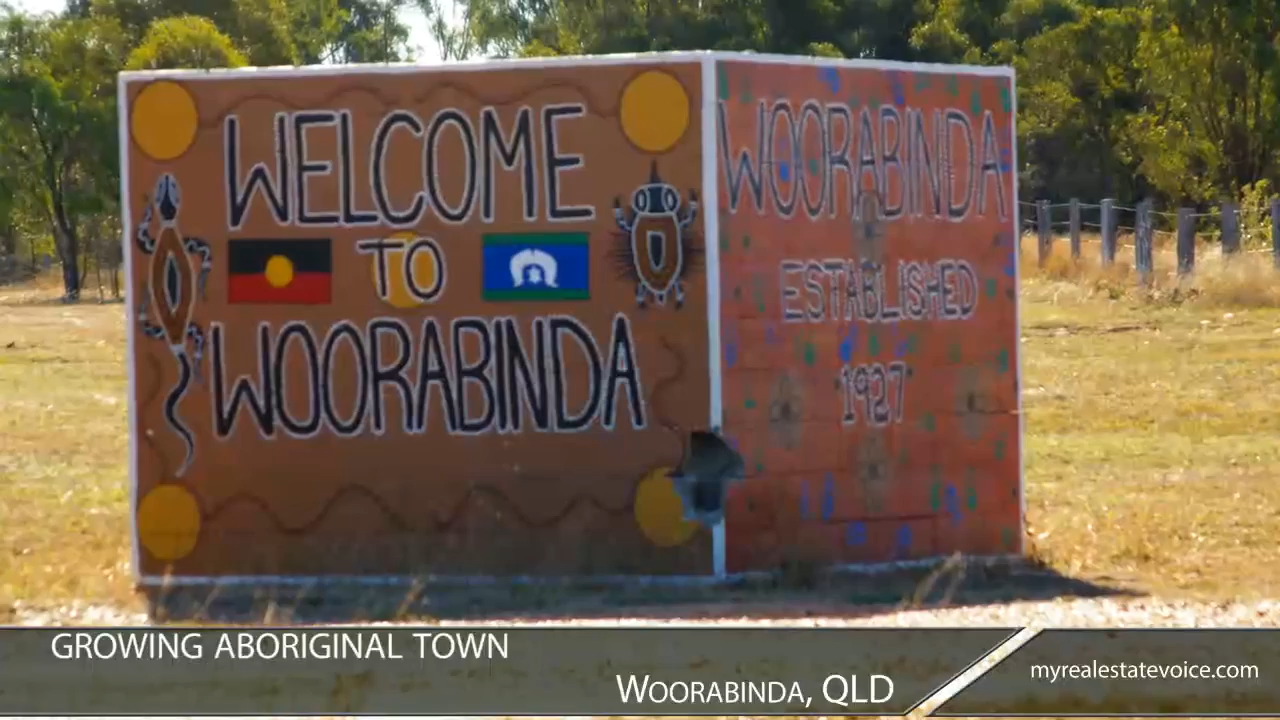 WELCOME
TO
WOORABINDA
WOORABINDA
ESTABLISHED
1927
GROWING ABORIGINAL TOWN
WOORABINDA, QLD
myrealestatevoice.com